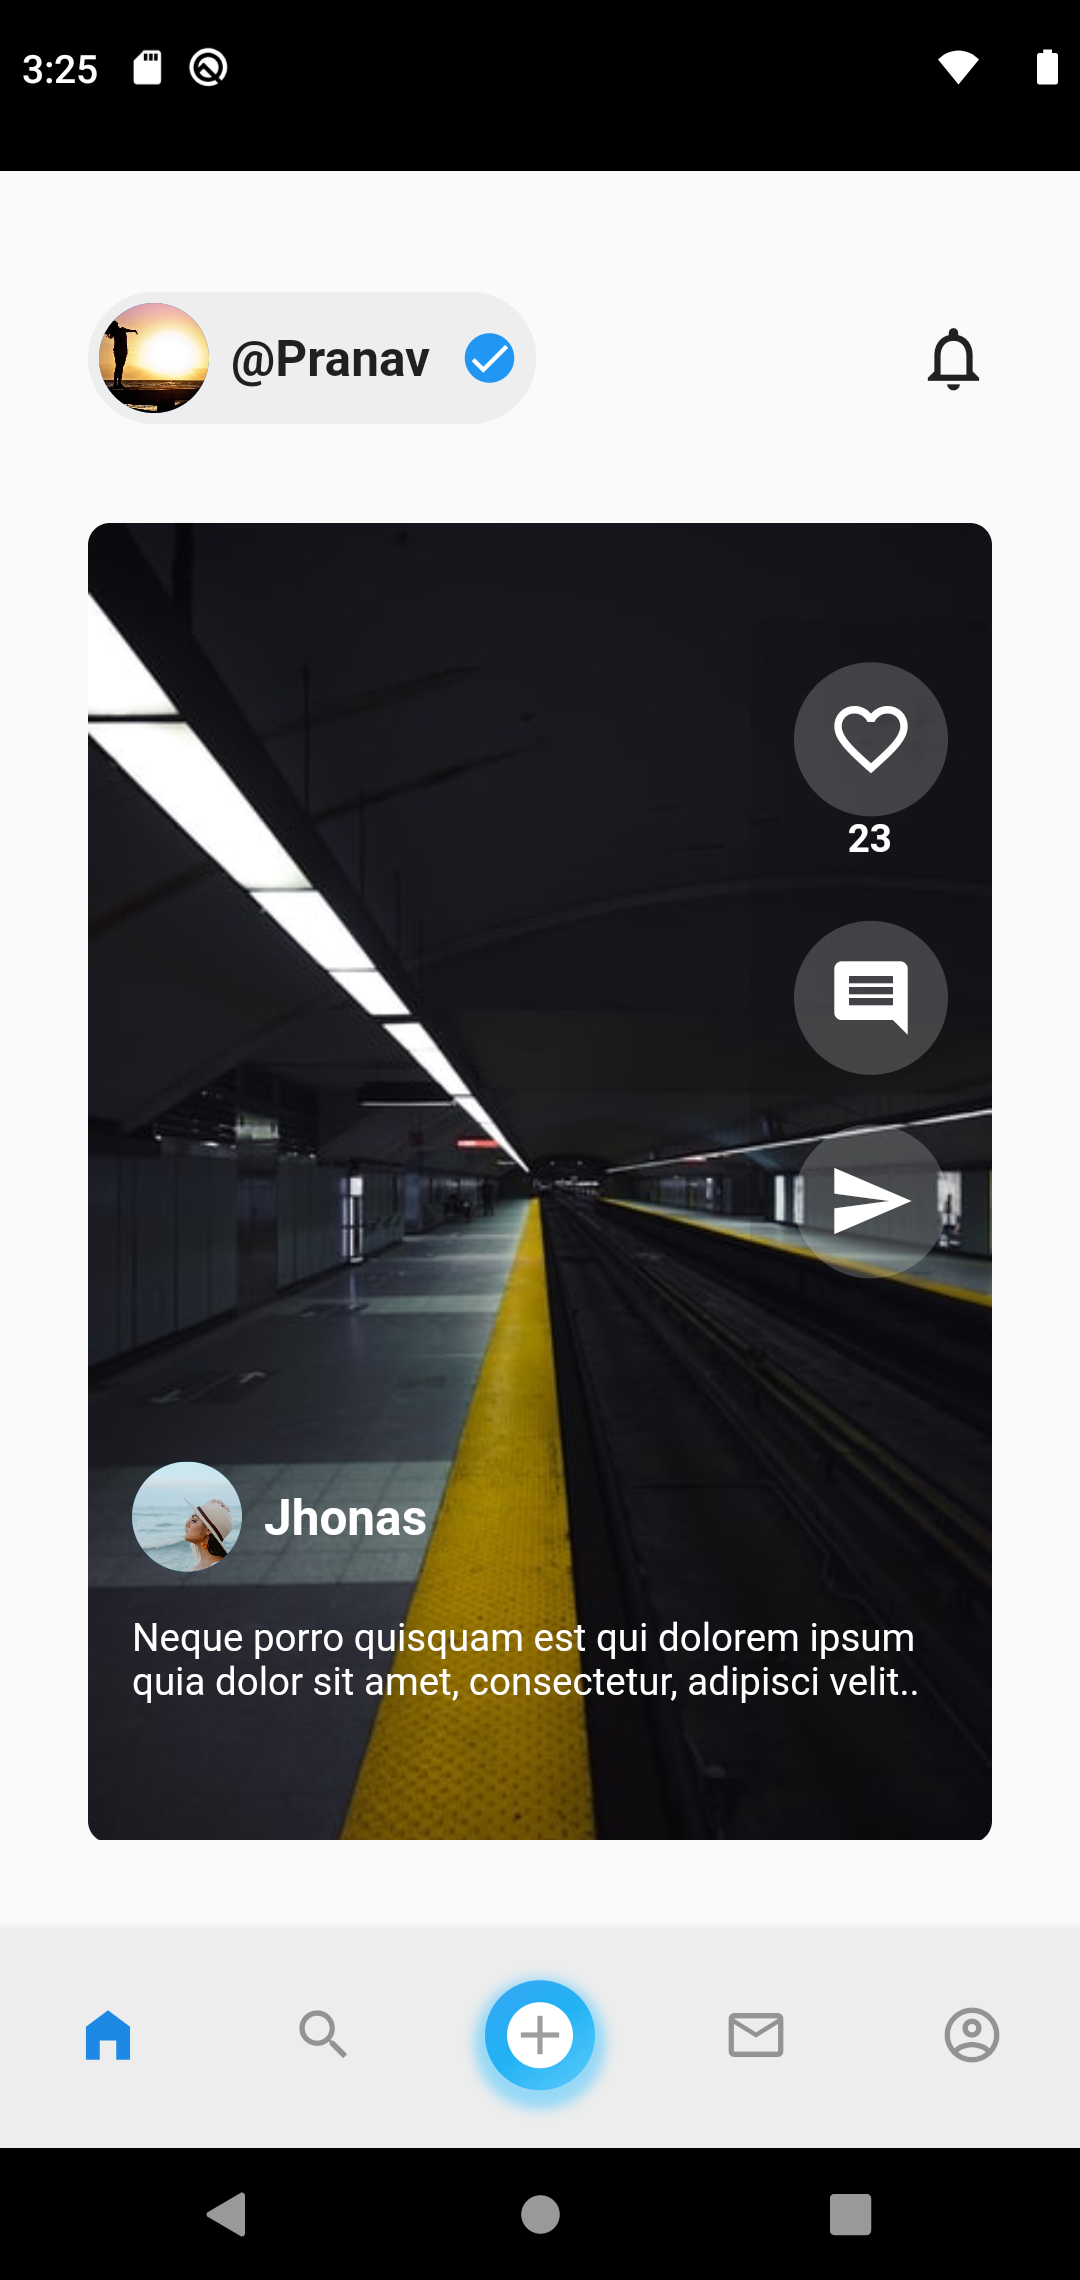 3:25
@Pranav
23
Jhonas
Neque porro quisquam est qui dolorem ipsum
quia dolor sit amet, consectetur, adipisci velit..